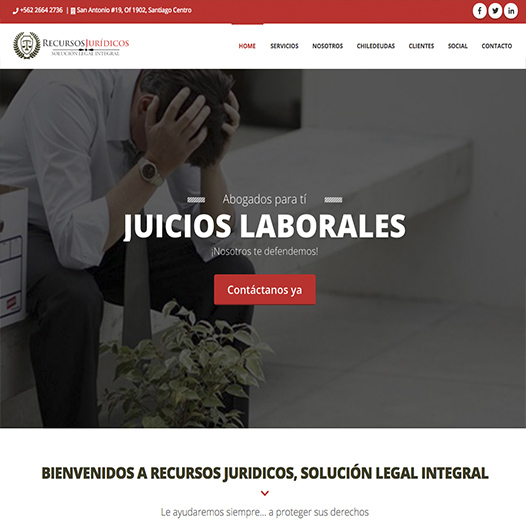 +562 2664 2736 | San Antonio #19, Of 1902, Santiago Centro
RECURSOSJURÍDICOS
SOLUCIÓN LEGAL INTEGRAL
HOME SERVICIOS NOSOTROS CHILEDEUDAS CLIENTES SOCIAL CONTACTO
Abogados para tí
JUICIOS LABORALES
¡Nosotros te defendemos!
Contáctanos ya
BIENVENIDOS A RECURSOS JURIDICOS, SOLUCIÓN LEGAL INTEGRAL
Le ayudaremos siempre... a proteger sus derechos